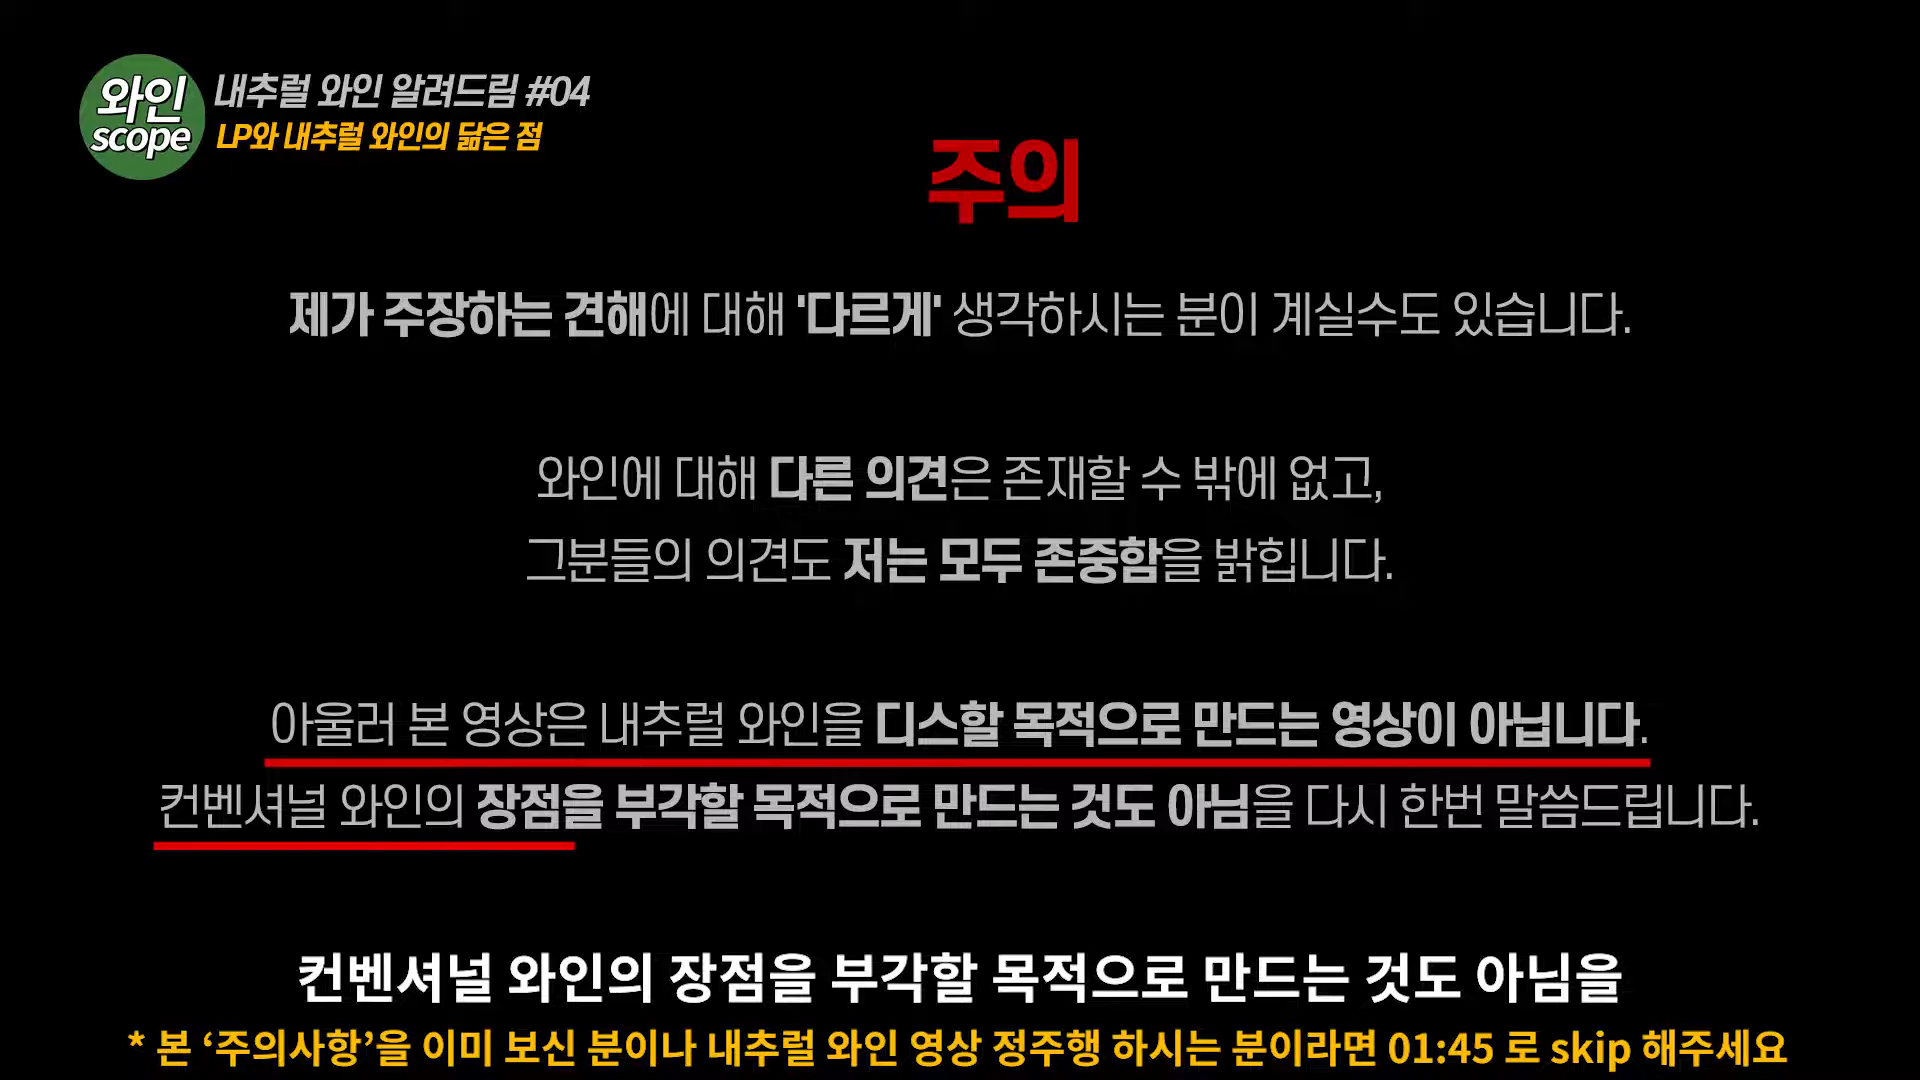 와인
scope
내추럴 와인 알려드림 #04
LP와 내추럴 와인의 닮은 점
주의
제가 주장하는 견해에 대해 '다르게' 생각하시는 분이 계실수도 있습니다.
와인에 대해 다른 의견은 존재할 수 밖에 없고,
그분들의 의견도 저는 모두 존중함을 밝힙니다.
아울러 본 영상은 내추럴 와인을 디스할 목적으로 만드는 영상이 아닙니다.
컨벤셔널 와인의 장점을 부각할 목적으로 만드는 것도 아님을 다시 한번 말씀드립니다.
컨벤셔널 와인의 장점을 부각할 목적으로 만드는 것도 아님을
* 본 ‘주의사항’을 이미 보신 분이나 내추럴 와인 영상 정주행 하시는 분이라면 01:45 로 skip 해주세요